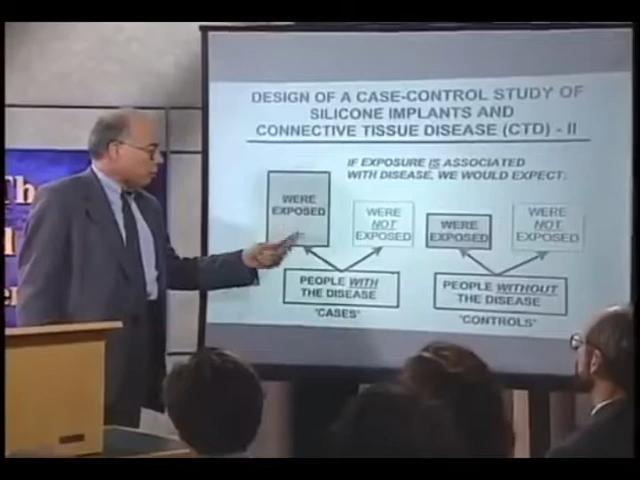 DESIGN OF A CASE-CONTROL STUDY OF
SILICONE IMPLANTS AND
CONNECTIVE TISSUE DISEASE (CTD) - II
IF EXPOSURE IS ASSOCIATED
WITH DISEASE, WE WOULD EXPECT:
WERE
EXPOSED
WERE
NOT
EXPOSED
WERE
EXPOSED
WERE
NOT
EXPOSED
PEOPLE WITH
THE DISEASE
"CASES"
PEOPLE WITHOUT
THE DISEASE
"CONTROLS"
Th